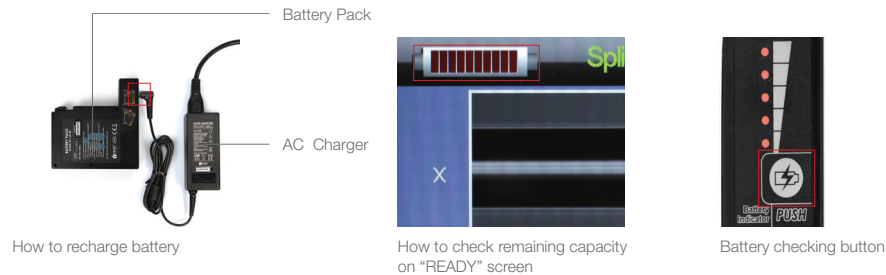 Battery Pack
AC Charger
How to recharge battery
Spli
X
How to check remaining capacity
on “READY” screen
Battery
Indicator
PUSH
Battery checking button